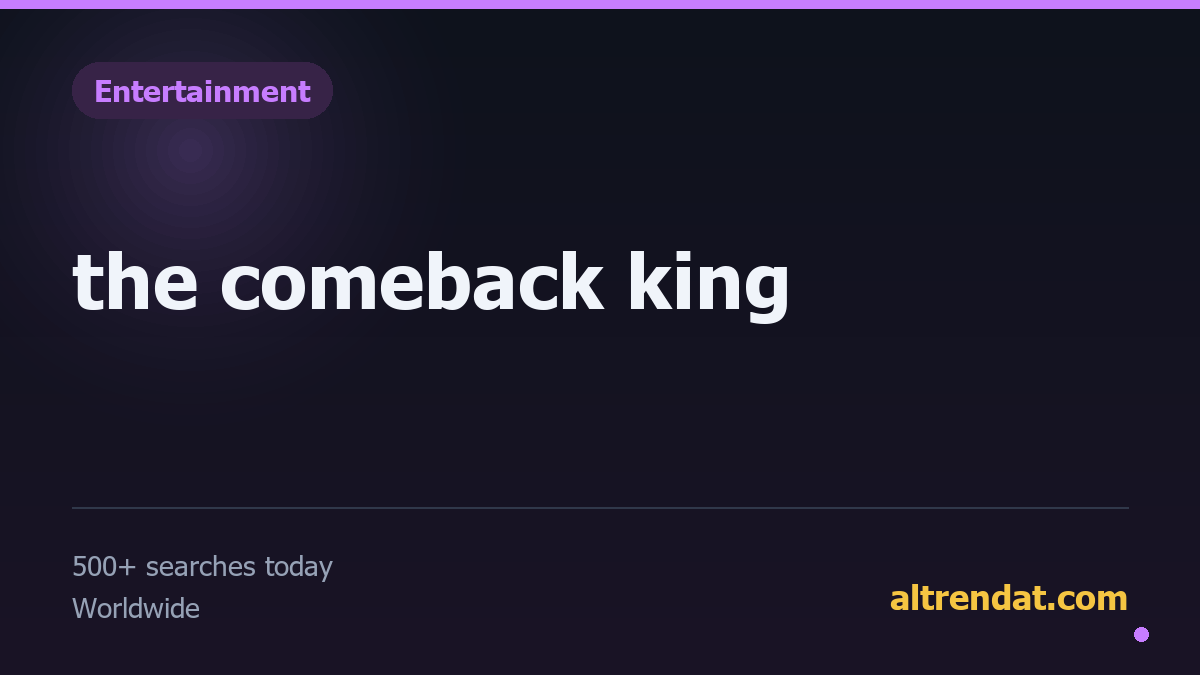 Entertainment
the comeback king
500+ searches today
Worldwide
altrendat.com